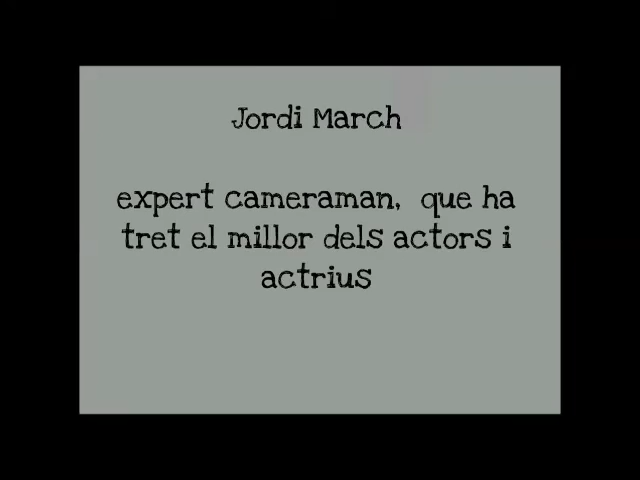 Jordi March
expert cameraman, que ha
tret el millor dels actors i
actrius